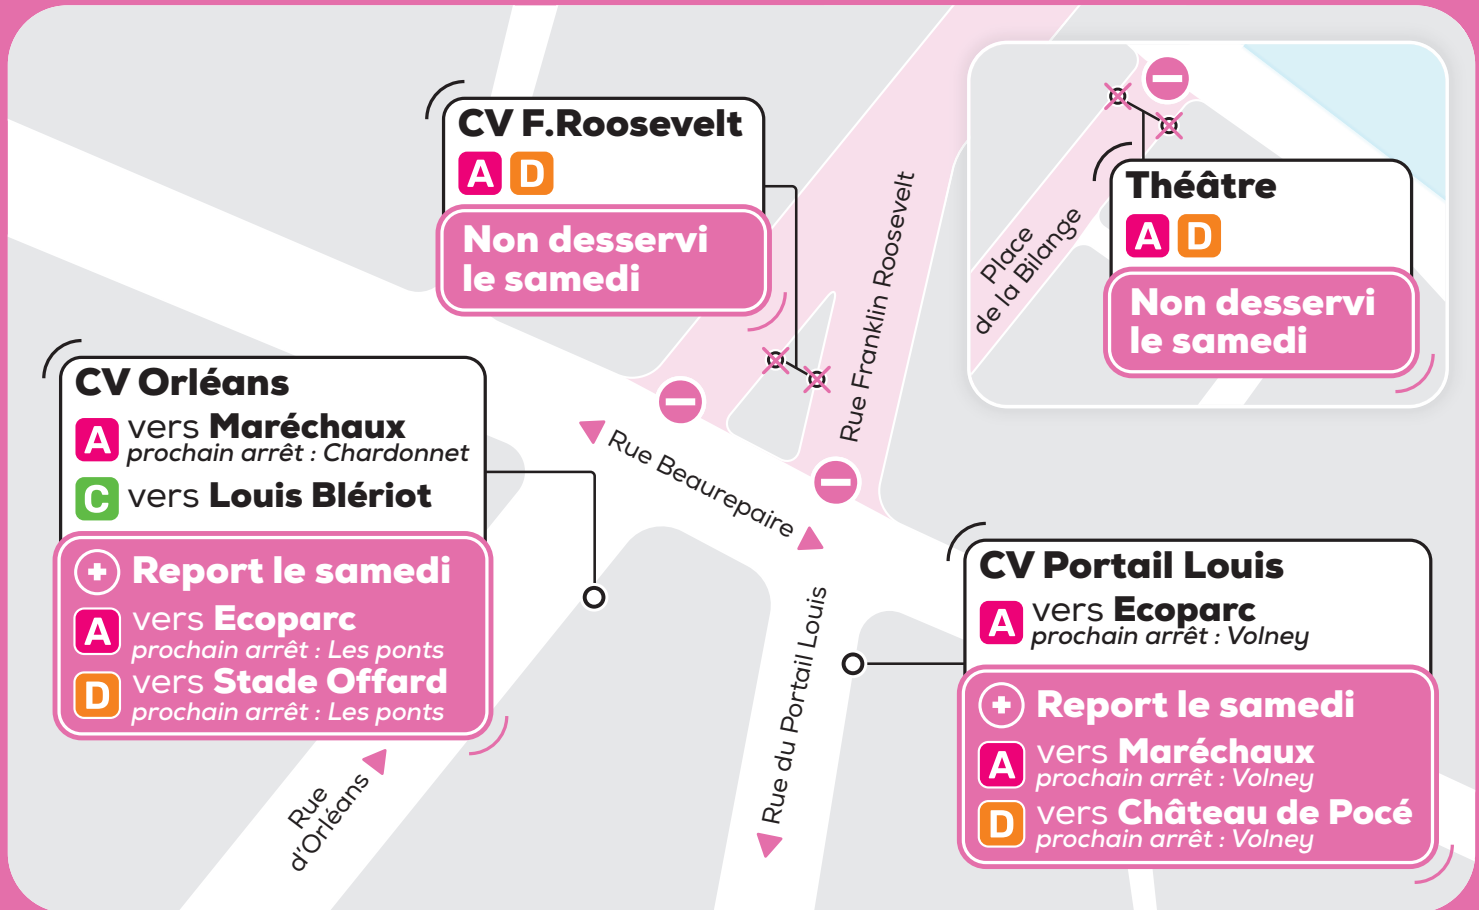 CV F.Roosevelt
A D
Non desservi
le samedi
Rue Franklin Roosevelt
Place
de la Bilange
Théâtre
A D
Non desservi
le samedi
CV Orléans
A vers Maréchaux
prochain arrêt : Chardonnet
C vers Louis Blériot
+ Report le samedi
A vers Ecoparc
prochain arrêt : Les ponts
D vers Stade Offard
prochain arrêt : Les ponts
Rue Beaurepaire
Rue
d'Orléans
Rue du Portail Louis
CV Portail Louis
A vers Ecoparc
prochain arrêt : Volney
+ Report le samedi
A vers Maréchaux
prochain arrêt : Volney
D vers Château de Pocé
prochain arrêt : Volney